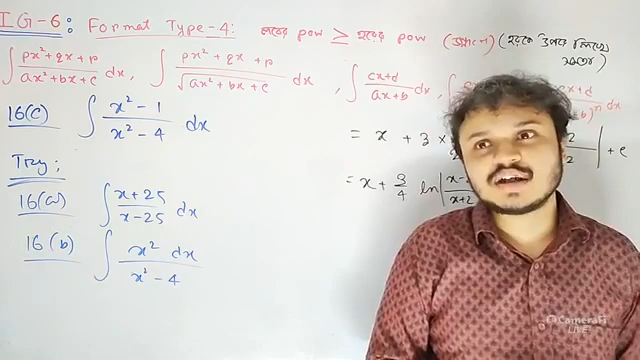 IG-6: Format Type-4: লবের pow ≥ হরের pow
∫ px²+qx+r / ax²+bx+c dx, ∫ px²+qx+r / √ax²+bx+c dx, ∫ cx+d / ax+b dx,
16(c) ∫ x²-1 / x²-4 dx
= x + 3 ×
+ c
= x + 3/4 ln
Try:
16(a) ∫ x+25 / x-25 dx
16(b) ∫ x² dx / x²-4
CameraFi
LIVE